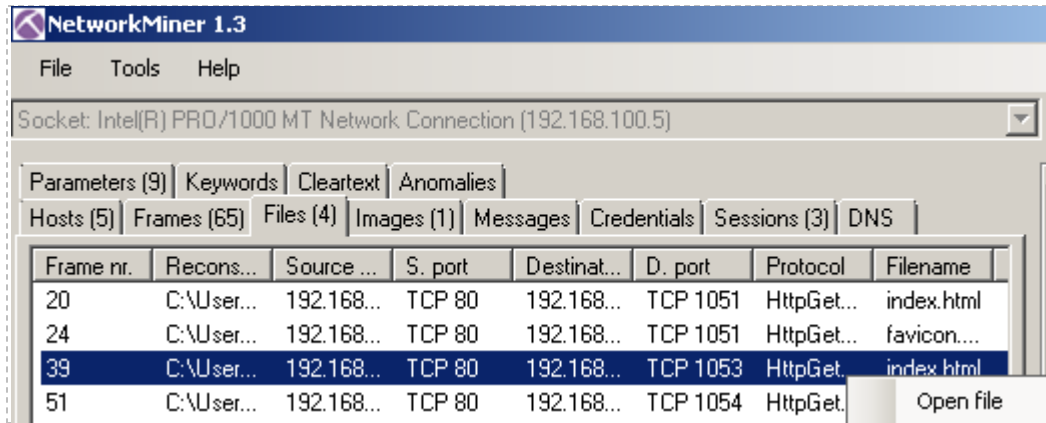 NetworkMiner 1.3
File Tools Help
Socket: Intel(R) PRO/1000 MT Network Connection (192.168.100.5)
Parameters (9) Keywords Cleartext Anomalies
Hosts (5) Frames (65) Files (4) Images (1) Messages Credentials Sessions (3) DNS
Frame nr. Recons... Source ... S. port Destinat... D. port Protocol Filename
20 C:\User... 192.168... TCP 80 192.168... TCP 1051 HttpGet... index.html
24 C:\User... 192.168... TCP 80 192.168... TCP 1051 HttpGet... favicon....
39 C:\User... 192.168... TCP 80 192.168... TCP 1053 HttpGet. index.html
51 C:\User... 192.168... TCP 80 192.168... TCP 1054 HttpGet. Open file